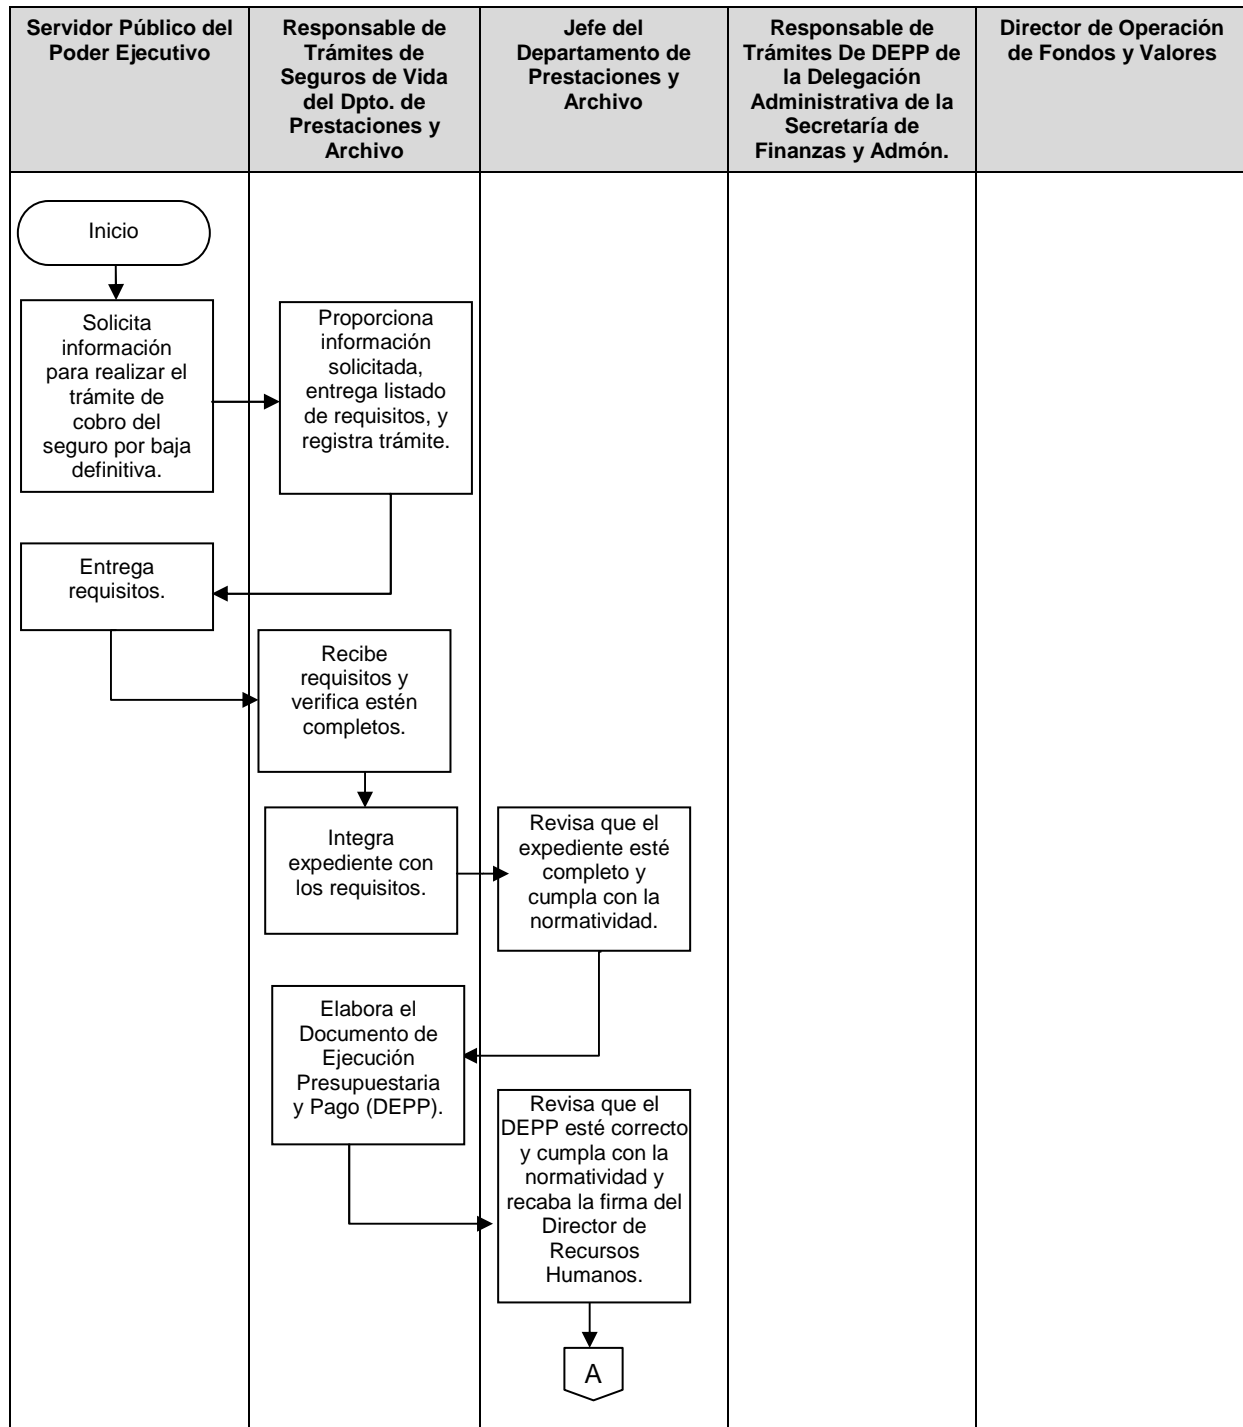 Servidor Público del
Poder Ejecutivo
Responsable de
Trámites de
Seguros de Vida
del Dpto. de
Prestaciones y
Archivo
Jefe del
Departamento de
Prestaciones y
Archivo
Responsable de
Trámites De DEPP de
la Delegación
Administrativa de la
Secretaría de
Finanzas y Admón.
Director de Operación
de Fondos y Valores
Inicio
Solicita
información
para realizar el
trámite de
cobro del
seguro por baja
definitiva.
Proporciona
información
solicitada,
entrega listado
de requisitos, y
registra trámite.
Entrega
requisitos.
Recibe
requisitos y
verifica estén
completos.
Integra
expediente con
los requisitos.
Revisa que el
expediente esté
completo y
cumpla con la
normatividad.
Elabora el
Documento de
Ejecución
Presupuestaria
y Pago (DEPP).
Revisa que el
DEPP esté correcto
y cumpla con la
normatividad y
recaba la firma del
Director de
Recursos
Humanos.
A